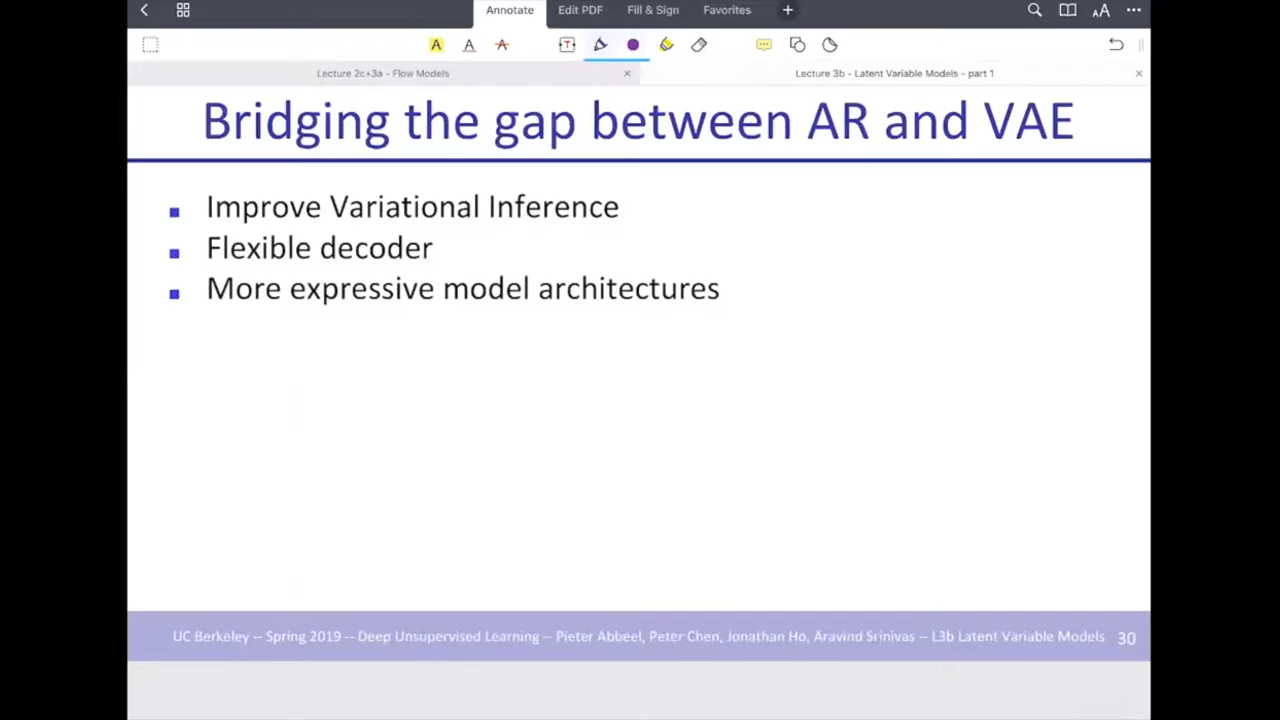 Annotate Edit PDF Fill & Sign Favorites
Lecture 2c+3a - Flow Models Lecture 3b - Latent Variable Models - part 1
Bridging the gap between AR and VAE
Improve Variational Inference
Flexible decoder
More expressive model architectures
UC Berkeley -- Spring 2019 -- Deep Unsupervised Learning -- Pieter Abbeel, Peter Chen, Jonathan Ho, Aravind Srinivas -- L3b Latent Variable Models 30